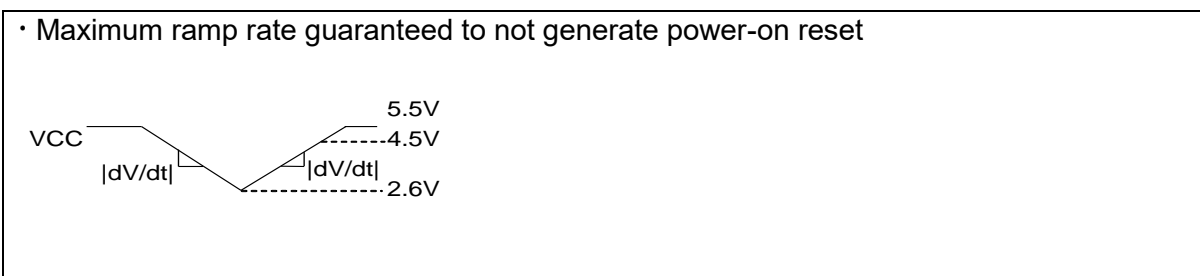 ・Maximum ramp rate guaranteed to not generate power-on reset
5.5V
VCC
4.5V
|dV/dt|
|dV/dt|
2.6V